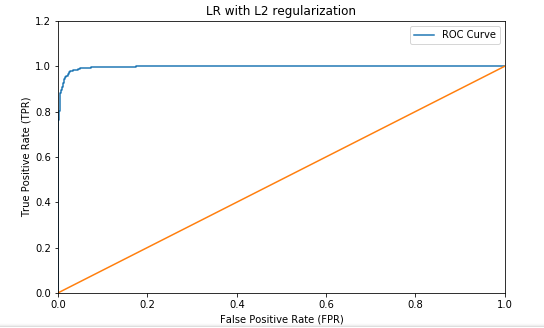 LR with L2 regularization
ROC Curve
True Positive Rate (TPR)
1.2
1.0
0.8
0.6
0.4
0.2
0.0
0.0 0.2 0.4 0.6 0.8 1.0
False Positive Rate (FPR)